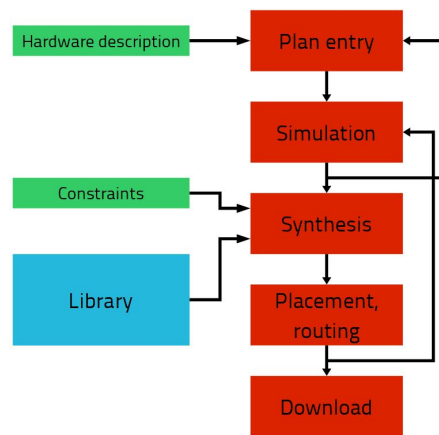 Hardware description
Plan entry
Simulation
Constraints
Synthesis
Library
Placement,
routing
Download